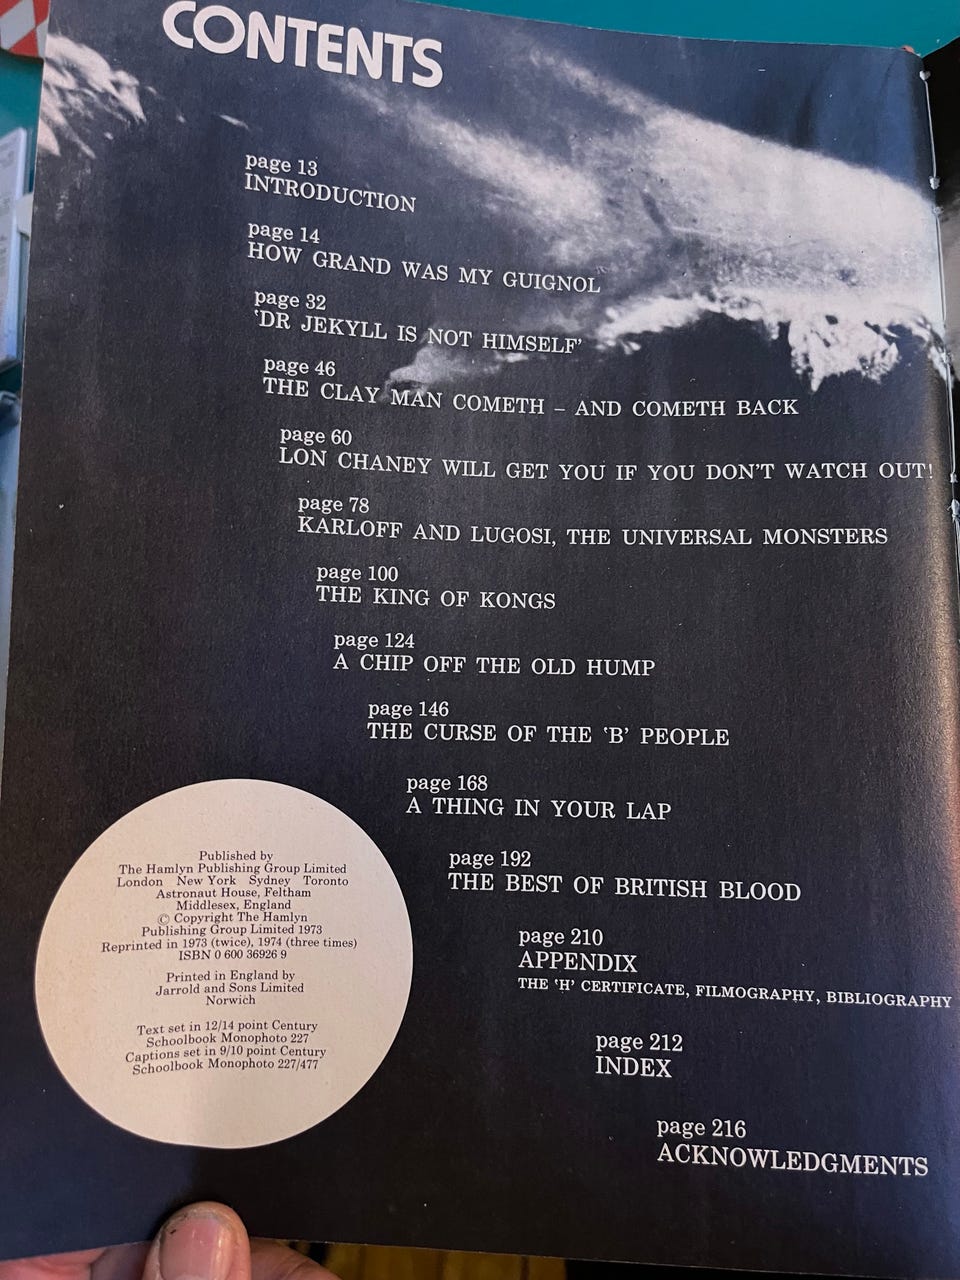 CONTENTS
page 13
INTRODUCTION
page 14
HOW GRAND WAS MY GUIGNOL
page 32
‘DR JEKYLL IS NOT HIMSELF’
page 46
THE CLAY MAN COMETH – AND COMETH BACK
page 60
LON CHANEY WILL GET YOU IF YOU DON’T WATCH OUT!
page 78
KARLOFF AND LUGOSI, THE UNIVERSAL MONSTERS
page 100
THE KING OF KONGS
page 124
A CHIP OFF THE OLD HUMP
page 146
THE CURSE OF THE ‘B’ PEOPLE
page 168
A THING IN YOUR LAP
page 192
THE BEST OF BRITISH BLOOD
page 210
APPENDIX
THE ‘H’ CERTIFICATE, FILMOGRAPHY, BIBLIOGRAPHY
page 212
INDEX
page 216
ACKNOWLEDGMENTS
Published by
The Hamlyn Publishing Group Limited
London New York Sydney Toronto
Astronaut House, Feltham
Middlesex, England
© Copyright The Hamlyn
Publishing Group Limited 1973
Reprinted in 1973 (twice), 1974 (three times)
ISBN 0 600 36926 9
Printed in England by
Jarrold and Sons Limited
Norwich
Text set in 12/14 point Century
Schoolbook Monophoto 227
Captions set in 9/10 point Century
Schoolbook Monophoto 227/477